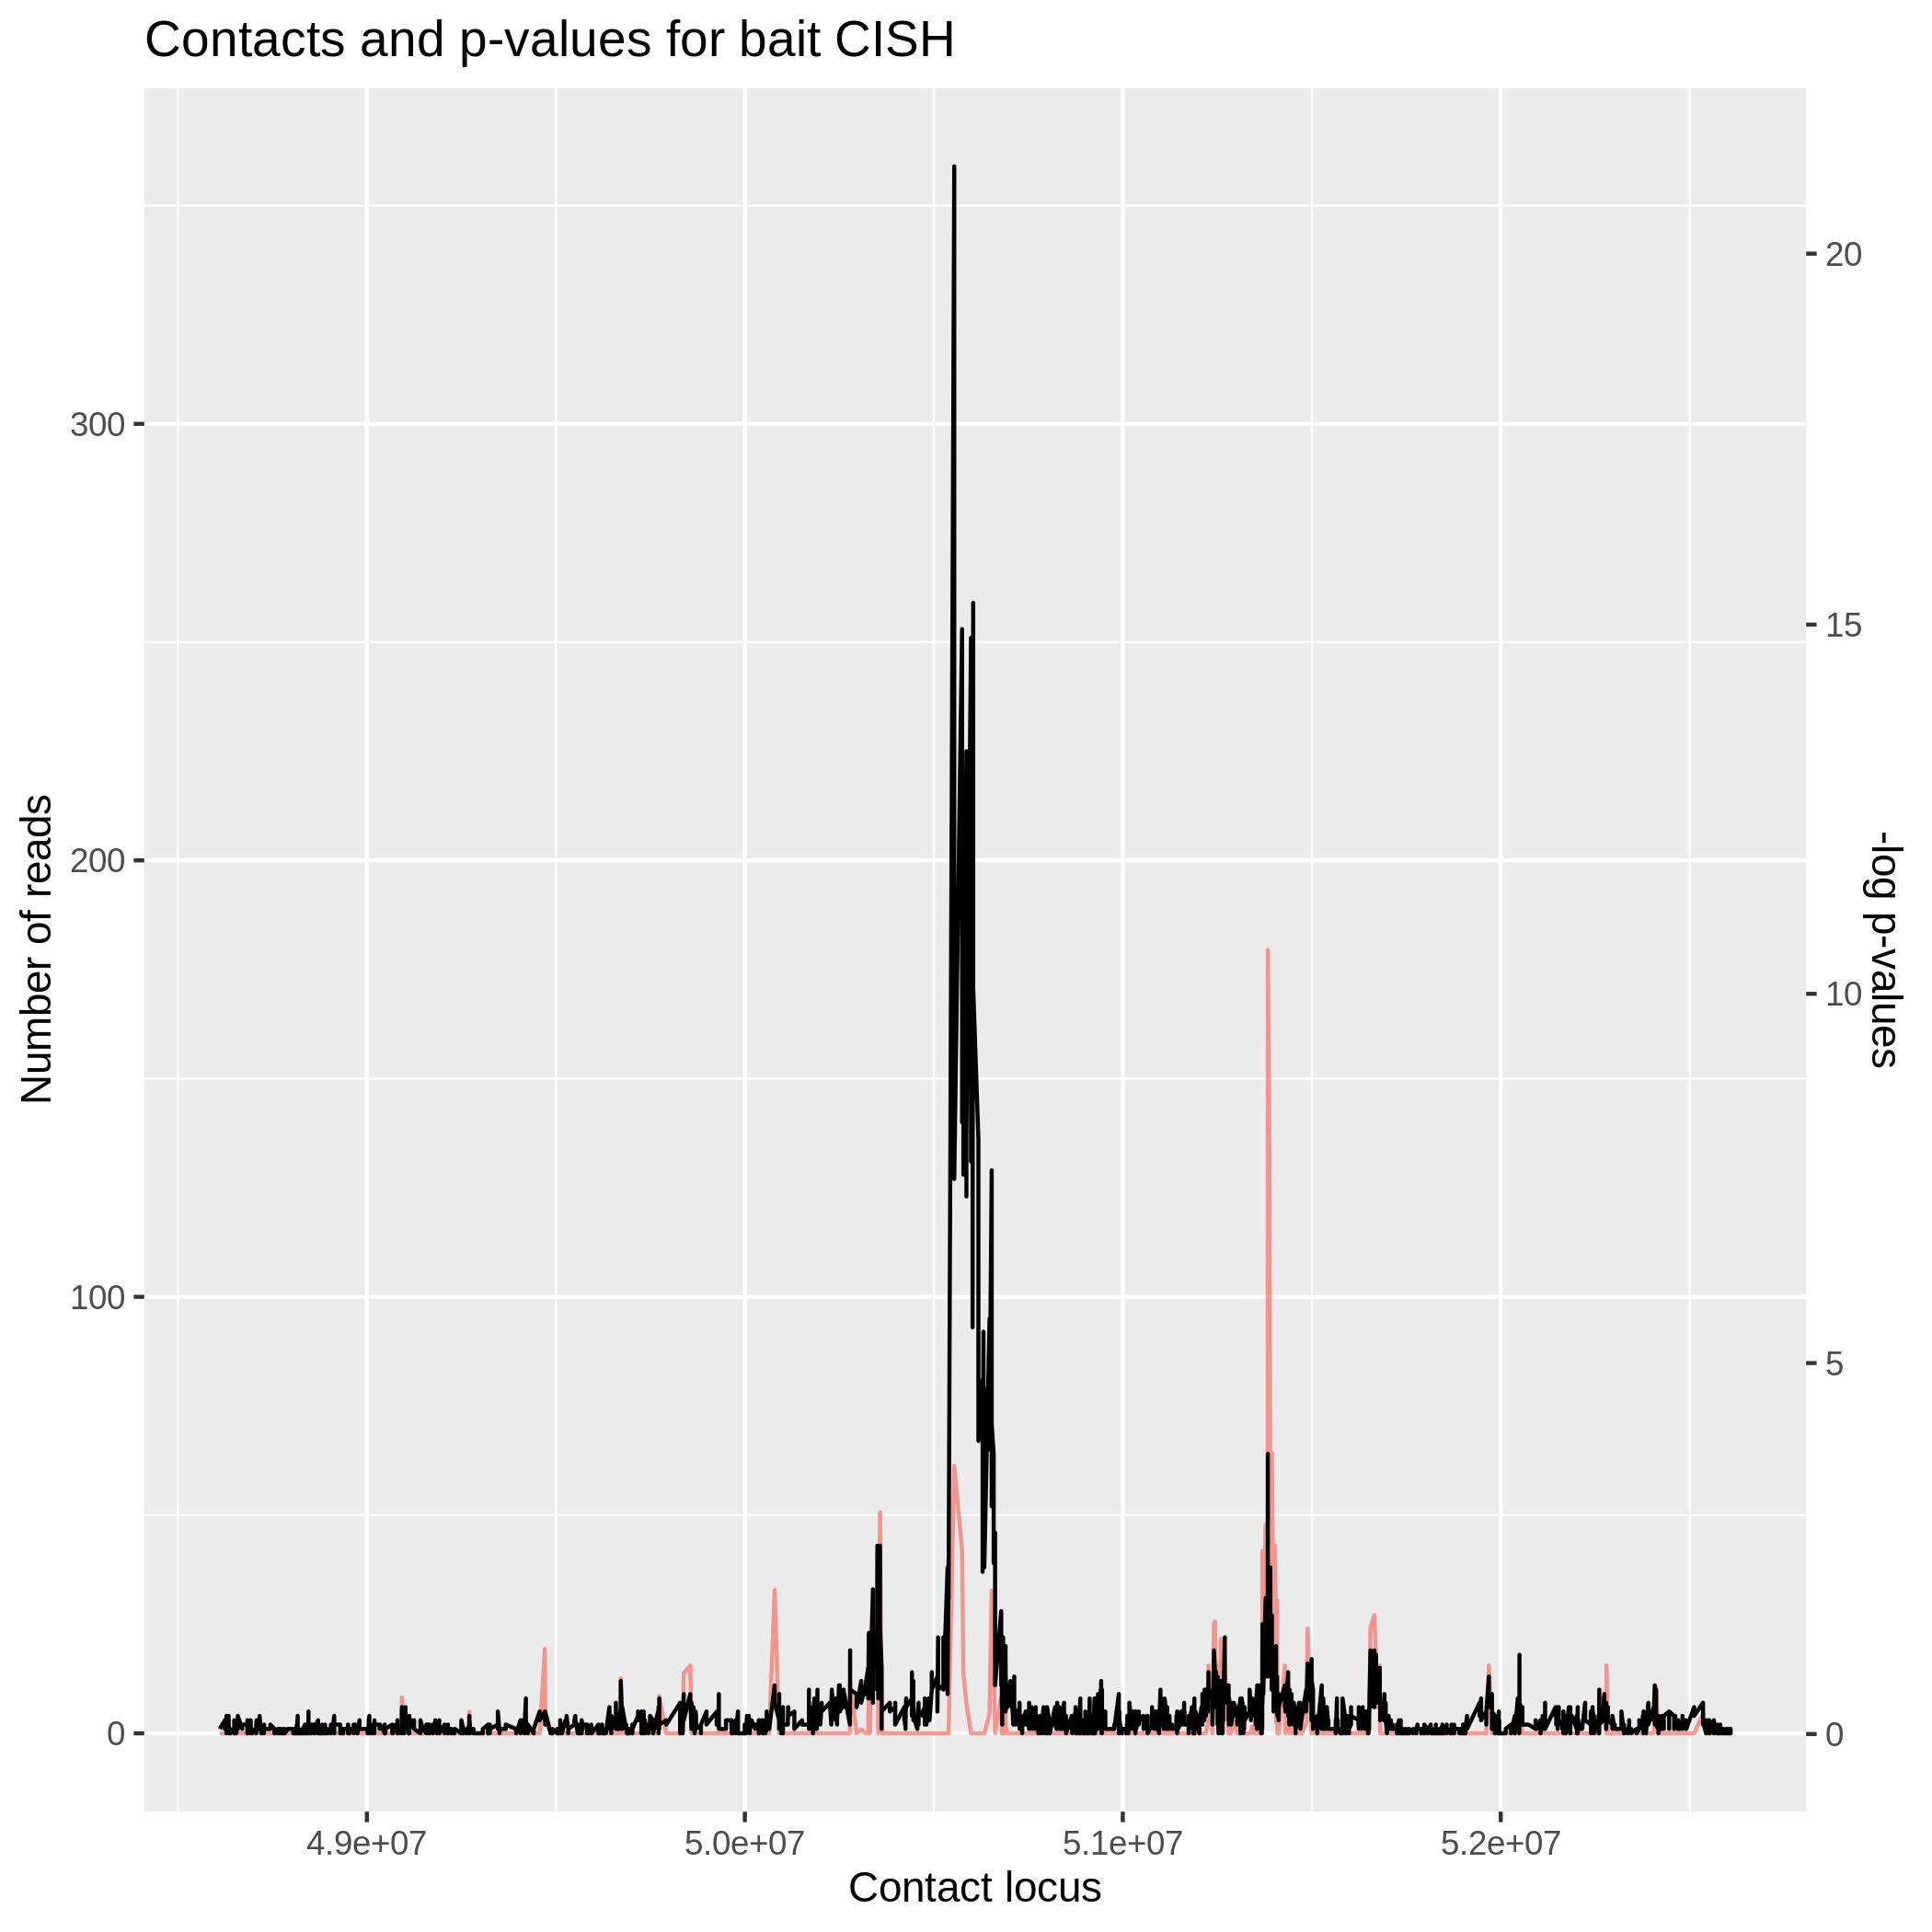 Contacts and p-values for bait CISH
Number of reads
300
200
100
0
20
15
10
5
0
-log p-values
4.9e+07
5.0e+07
5.1e+07
5.2e+07
Contact locus